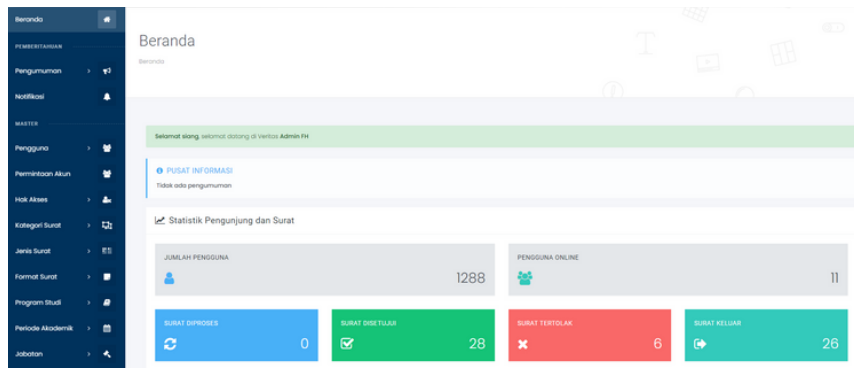 Beranda
PEMBERITAHUAN
Pengumuman
Notifikasi
MASTER
Pengguna
Permintaan Akun
Hak Akses
Kategori Surat
Jenis Surat
Format Surat
Program Studi
Periode Akademik
Jabatan
Beranda
Beranda
Selamat siang, selamat datang di Veritas Admin FH
PUSAT INFORMASI
Tidak ada pengumuman
Statistik Pengunjung dan Surat
JUMLAH PENGGUNA
1288
PENGGUNA ONLINE
11
SURAT DIPROSES
0
SURAT DISETUJUI
28
SURAT TERTOLAK
6
SURAT KELUAR
26